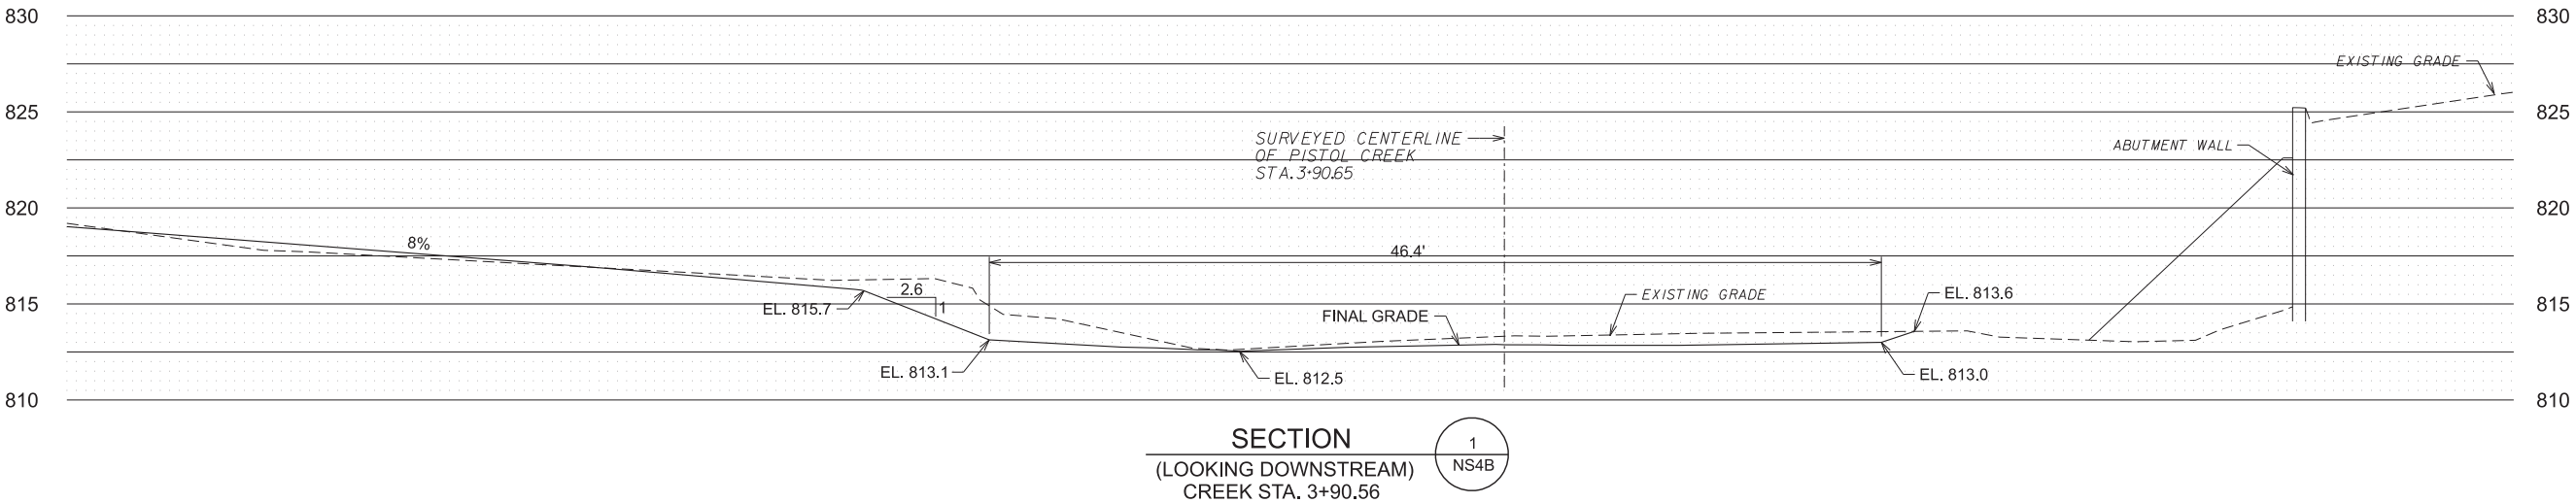 830
830
EXISTING GRADE
825
825
SURVEYED CENTERLINE
OF PISTOL CREEK
STA.3+90.65
ABUTMENT WALL
820
820
8%
46.4'
2.6
1
EL. 815.7
815
815
EXISTING GRADE
EL. 813.6
FINAL GRADE
EL. 813.1
EL. 812.5
EL. 813.0
810
810
SECTION
(LOOKING DOWNSTREAM)
CREEK STA. 3+90.56
1
NS4B